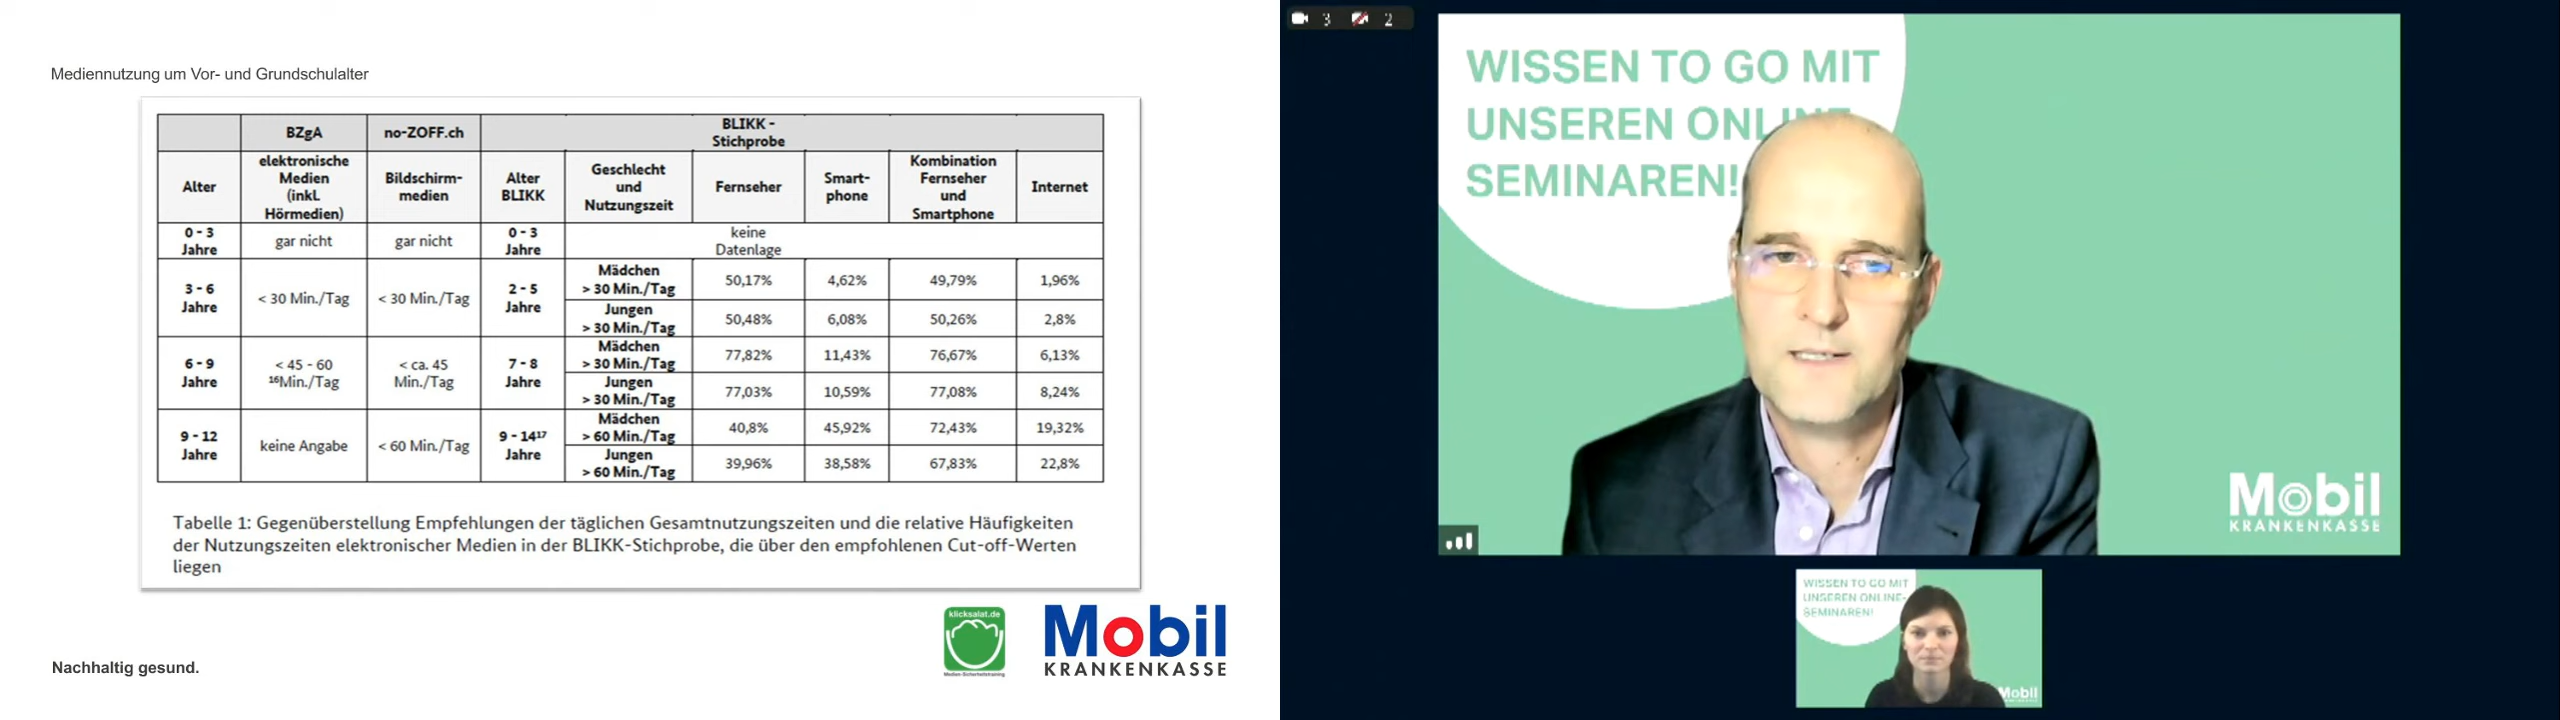 Mediennutzung um Vor- und Grundschulalter
BZgA no-ZOFF.ch BLIKK -
Stichprobe
Alter elektronische
Medien
(inkl.
Hörmedien) Bildschirm-
medien Alter
BLIKK Geschlecht
und
Nutzungszeit Fernseher Smart-
phone Kombination
Fernseher
und
Smartphone Internet
0 - 3
Jahre gar nicht gar nicht 0 - 3
Jahre keine
Datenlage
3 - 6
Jahre < 30 Min./Tag < 30 Min./Tag 2 - 5
Jahre Mädchen
> 30 Min./Tag 50,17% 4,62% 49,79% 1,96%
Jungen
> 30 Min./Tag 50,48% 6,08% 50,26% 2,8%
6 - 9
Jahre < 45 - 60
¹⁶Min./Tag < ca. 45
Min./Tag 7 - 8
Jahre Mädchen
> 30 Min./Tag 77,82% 11,43% 76,67% 6,13%
Jungen
> 30 Min./Tag 77,03% 10,59% 77,08% 8,24%
9 - 12
Jahre keine Angabe < 60 Min./Tag 9 - 14¹⁷
Jahre Mädchen
> 60 Min./Tag 40,8% 45,92% 72,43% 19,32%
Jungen
> 60 Min./Tag 39,96% 38,58% 67,83% 22,8%
Tabelle 1: Gegenüberstellung Empfehlungen der täglichen Gesamtnutzungszeiten und die relative Häufigkeiten
der Nutzungszeiten elektronischer Medien in der BLIKK-Stichprobe, die über den empfohlenen Cut-off-Werten
liegen
klicksalat.de
Medien-Sicherheitstraining
Mobil
KRANKENKASSE
Nachhaltig gesund.
3 2
WISSEN TO GO MIT
UNSEREN ONLINE-
SEMINAREN!
Mobil
KRANKENKASSE
WISSEN TO GO MIT
UNSEREN ONLINE-
SEMINAREN!
Mobil